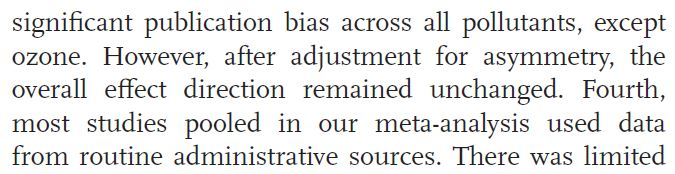 significant publication bias across all pollutants, except
ozone. However, after adjustment for asymmetry, the
overall effect direction remained unchanged. Fourth,
most studies pooled in our meta-analysis used data
from routine administrative sources. There was limited